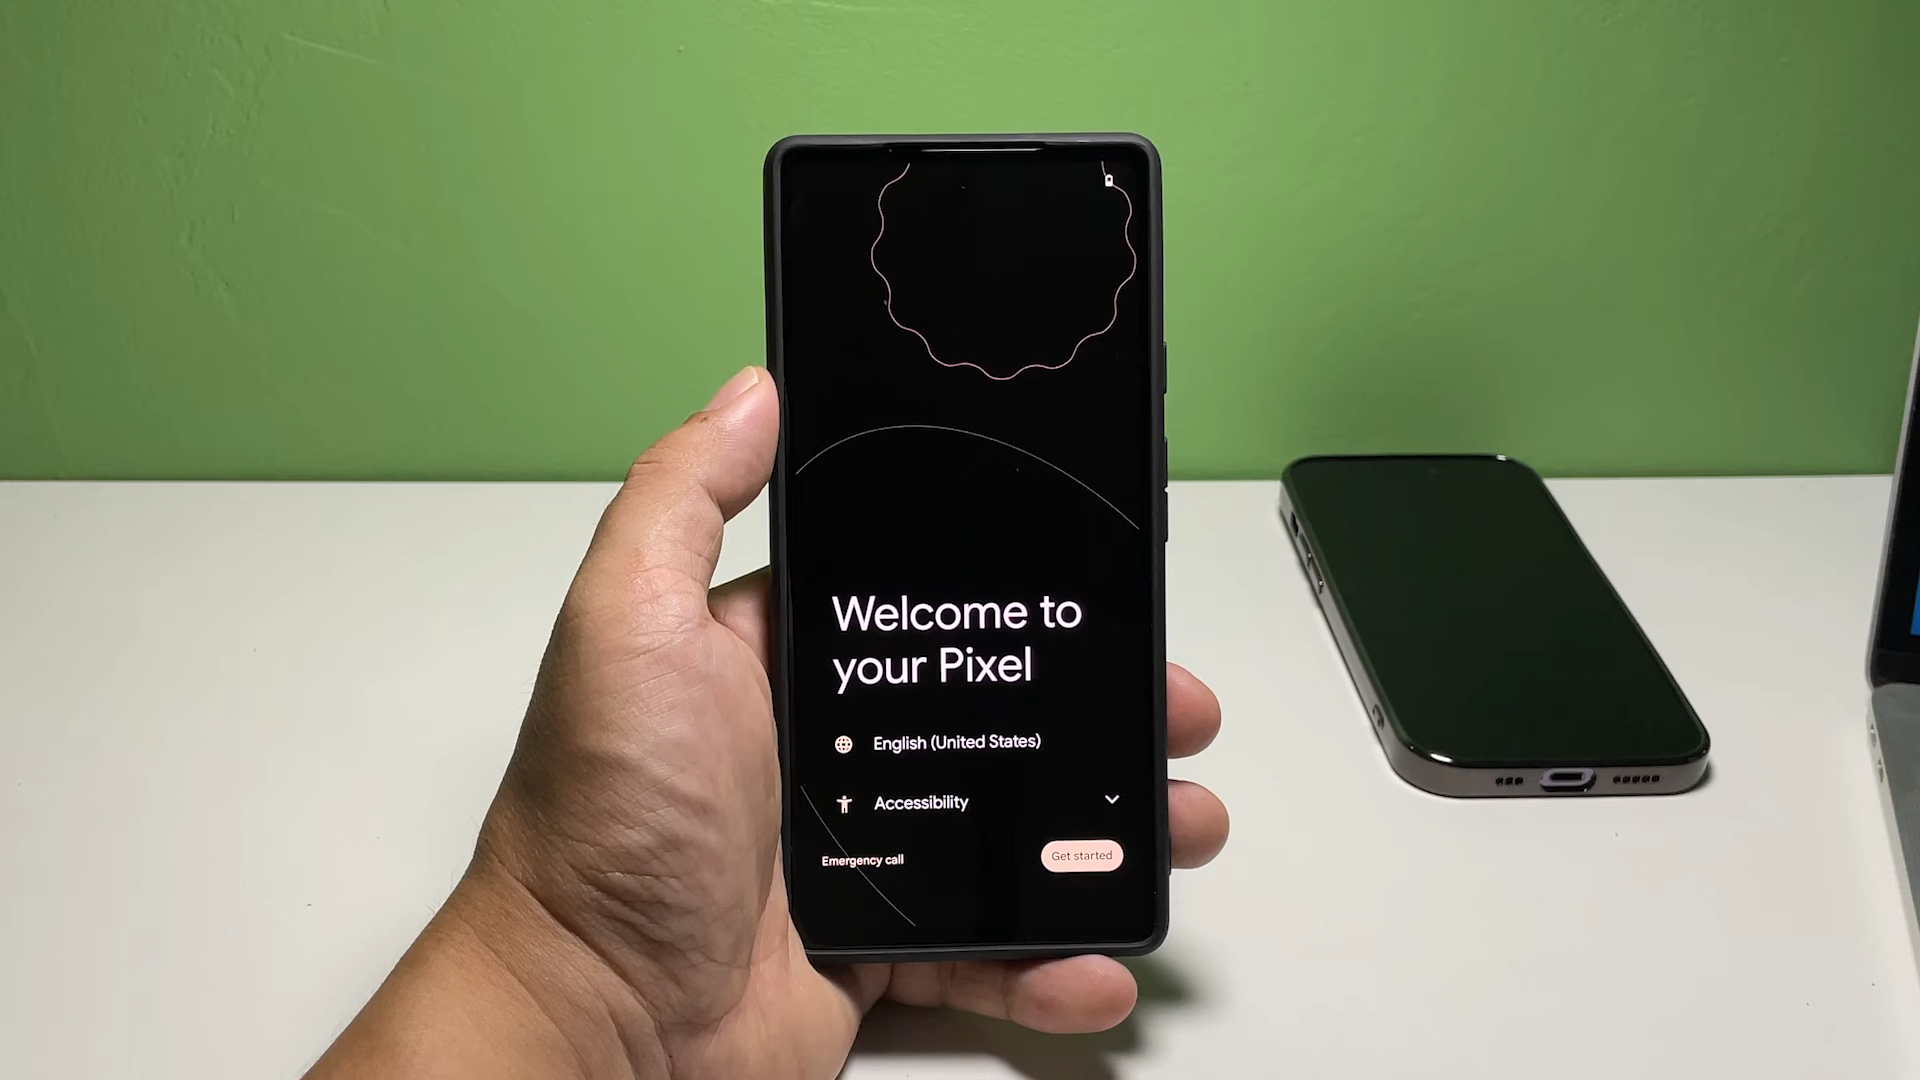 Welcome to
your Pixel
English (United States)
Accessibility
Emergency call
Get started